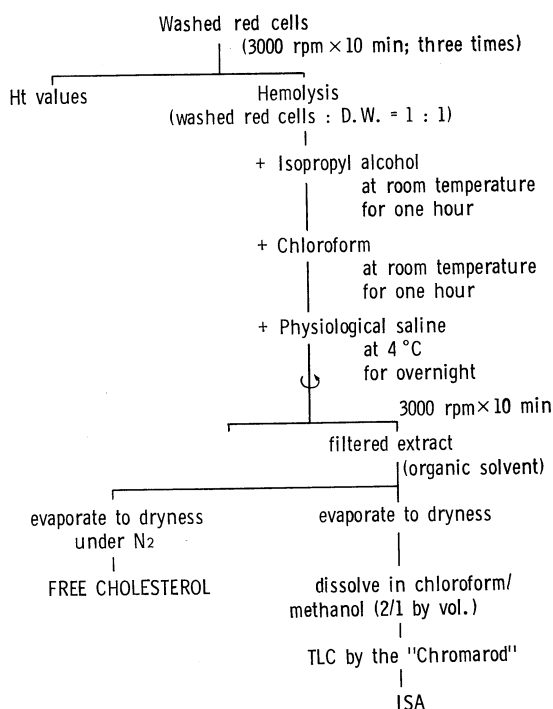 Washed red cells
(3000 rpm × 10 min; three times)
Ht values
Hemolysis
(washed red cells : D.W. = 1 : 1)
+ Isopropyl alcohol
at room temperature
for one hour
+ Chloroform
at room temperature
for one hour
+ Physiological saline
at 4 °C
for overnight
3000 rpm × 10 min
filtered extract
(organic solvent)
evaporate to dryness
under N2
FREE CHOLESTEROL
evaporate to dryness
dissolve in chloroform/
methanol (2/1 by vol.)
TLC by the "Chromarod"
ISA